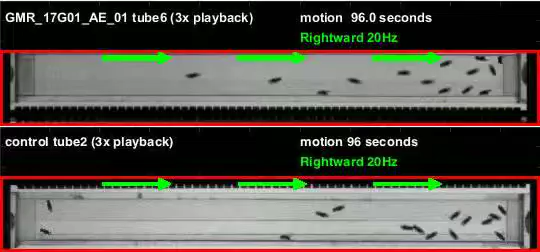 GMR_17G01_AE_01 tube6 (3x playback)
motion 96.0 seconds
Rightward 20Hz
control tube2 (3x playback)
motion 96 seconds
Rightward 20Hz